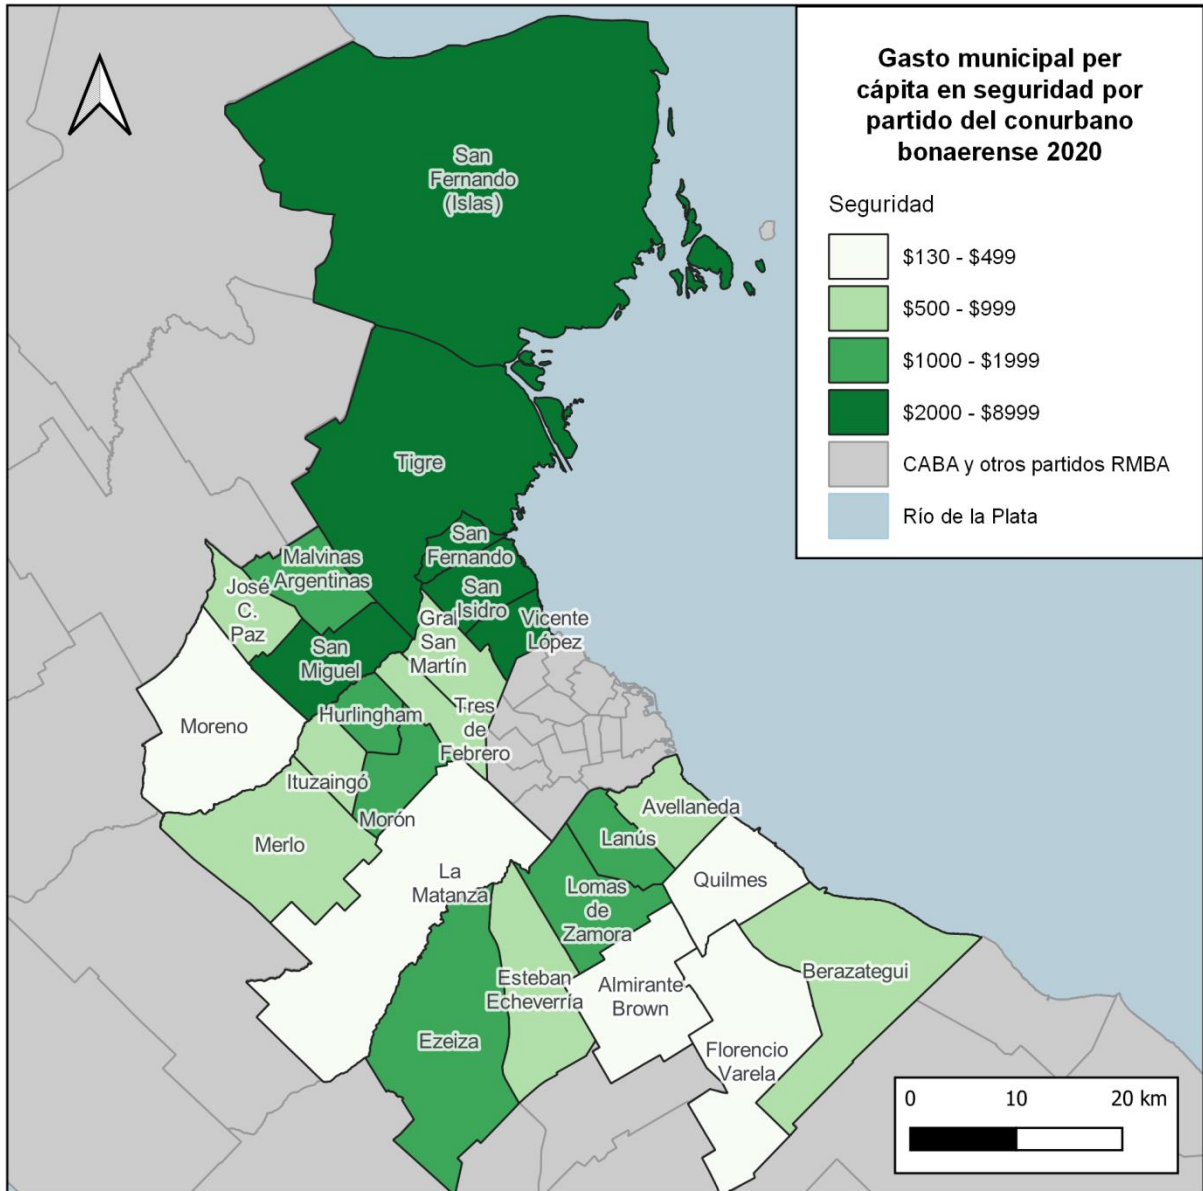 Gasto municipal per
cápita en seguridad por
partido del conurbano
bonaerense 2020
Seguridad
$130 - $499
$500 - $999
$1000 - $1999
$2000 - $8999
CABA y otros partidos RMBA
Río de la Plata
San
Fernando
(Islas)
Tigre
San
Fernando
Malvinas
Argentinas
José
C.
Paz
San
Isidro
Vicente
López
Gral
San
Martín
San
Miguel
Moreno
Hurlingham
Tres
de
Febrero
Ituzaingó
Morón
Merlo
Avellaneda
Lanús
La
Matanza
Quilmes
Lomas
de
Zamora
Esteban
Echeverría
Almirante
Brown
Berazategui
Ezeiza
Florencio
Varela
0 10 20 km